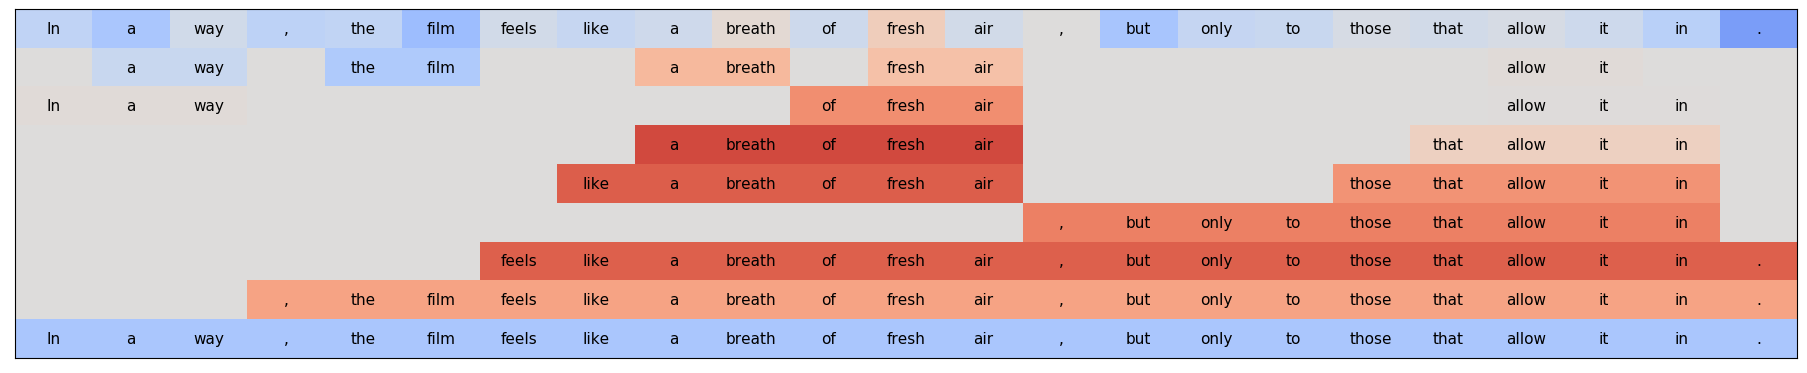 In a way , the film feels like a breath of fresh air , but only to those that allow it in .
a way the film a breath fresh air allow it
In a way of fresh air allow it in
a breath of fresh air that allow it in
like a breath of fresh air those that allow it in
, but only to those that allow it in
feels like a breath of fresh air , but only to those that allow it in .
, the film feels like a breath of fresh air , but only to those that allow it in .
In a way , the film feels like a breath of fresh air , but only to those that allow it in .